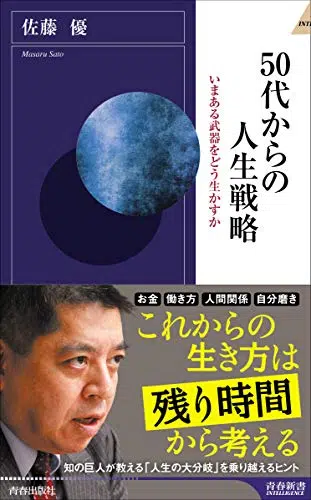 佐藤 優
Masaru Sato
INTE
50代からの
人生戦略
いまある武器をどう生かすか
お金 働き方 人間関係 自分磨き
これからの
生き方は
残り時間
から考える
知の巨人が教える「人生の大分岐」を乗り越えるヒント
青春出版社
青春新書
INTELLIGENCE